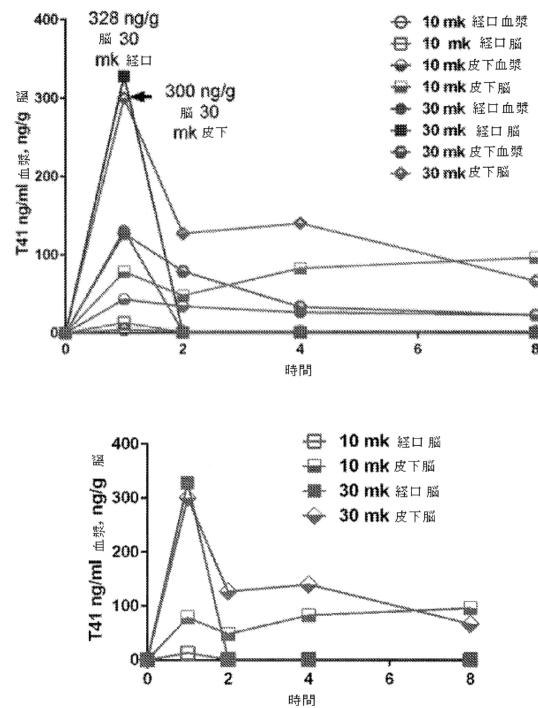 328 ng/g
脳 30
mk 経口
300 ng/g
脳 30
mk 皮下
10 mk 経口血漿
10 mk 経口脳
10 mk 皮下血漿
10 mk 皮下脳
30 mk 経口血漿
30 mk 経口脳
30 mk 皮下血漿
30 mk 皮下脳
T41 ng/ml 血漿, ng/g 脳
400
300
200
100
0
0 2 4 6 8
時間
10 mk 経口 脳
10 mk 皮下脳
30 mk 経口脳
30 mk 皮下脳
T41 ng/ml 血漿, ng/g 脳
400
300
200
100
0
0 2 4 6 8
時間